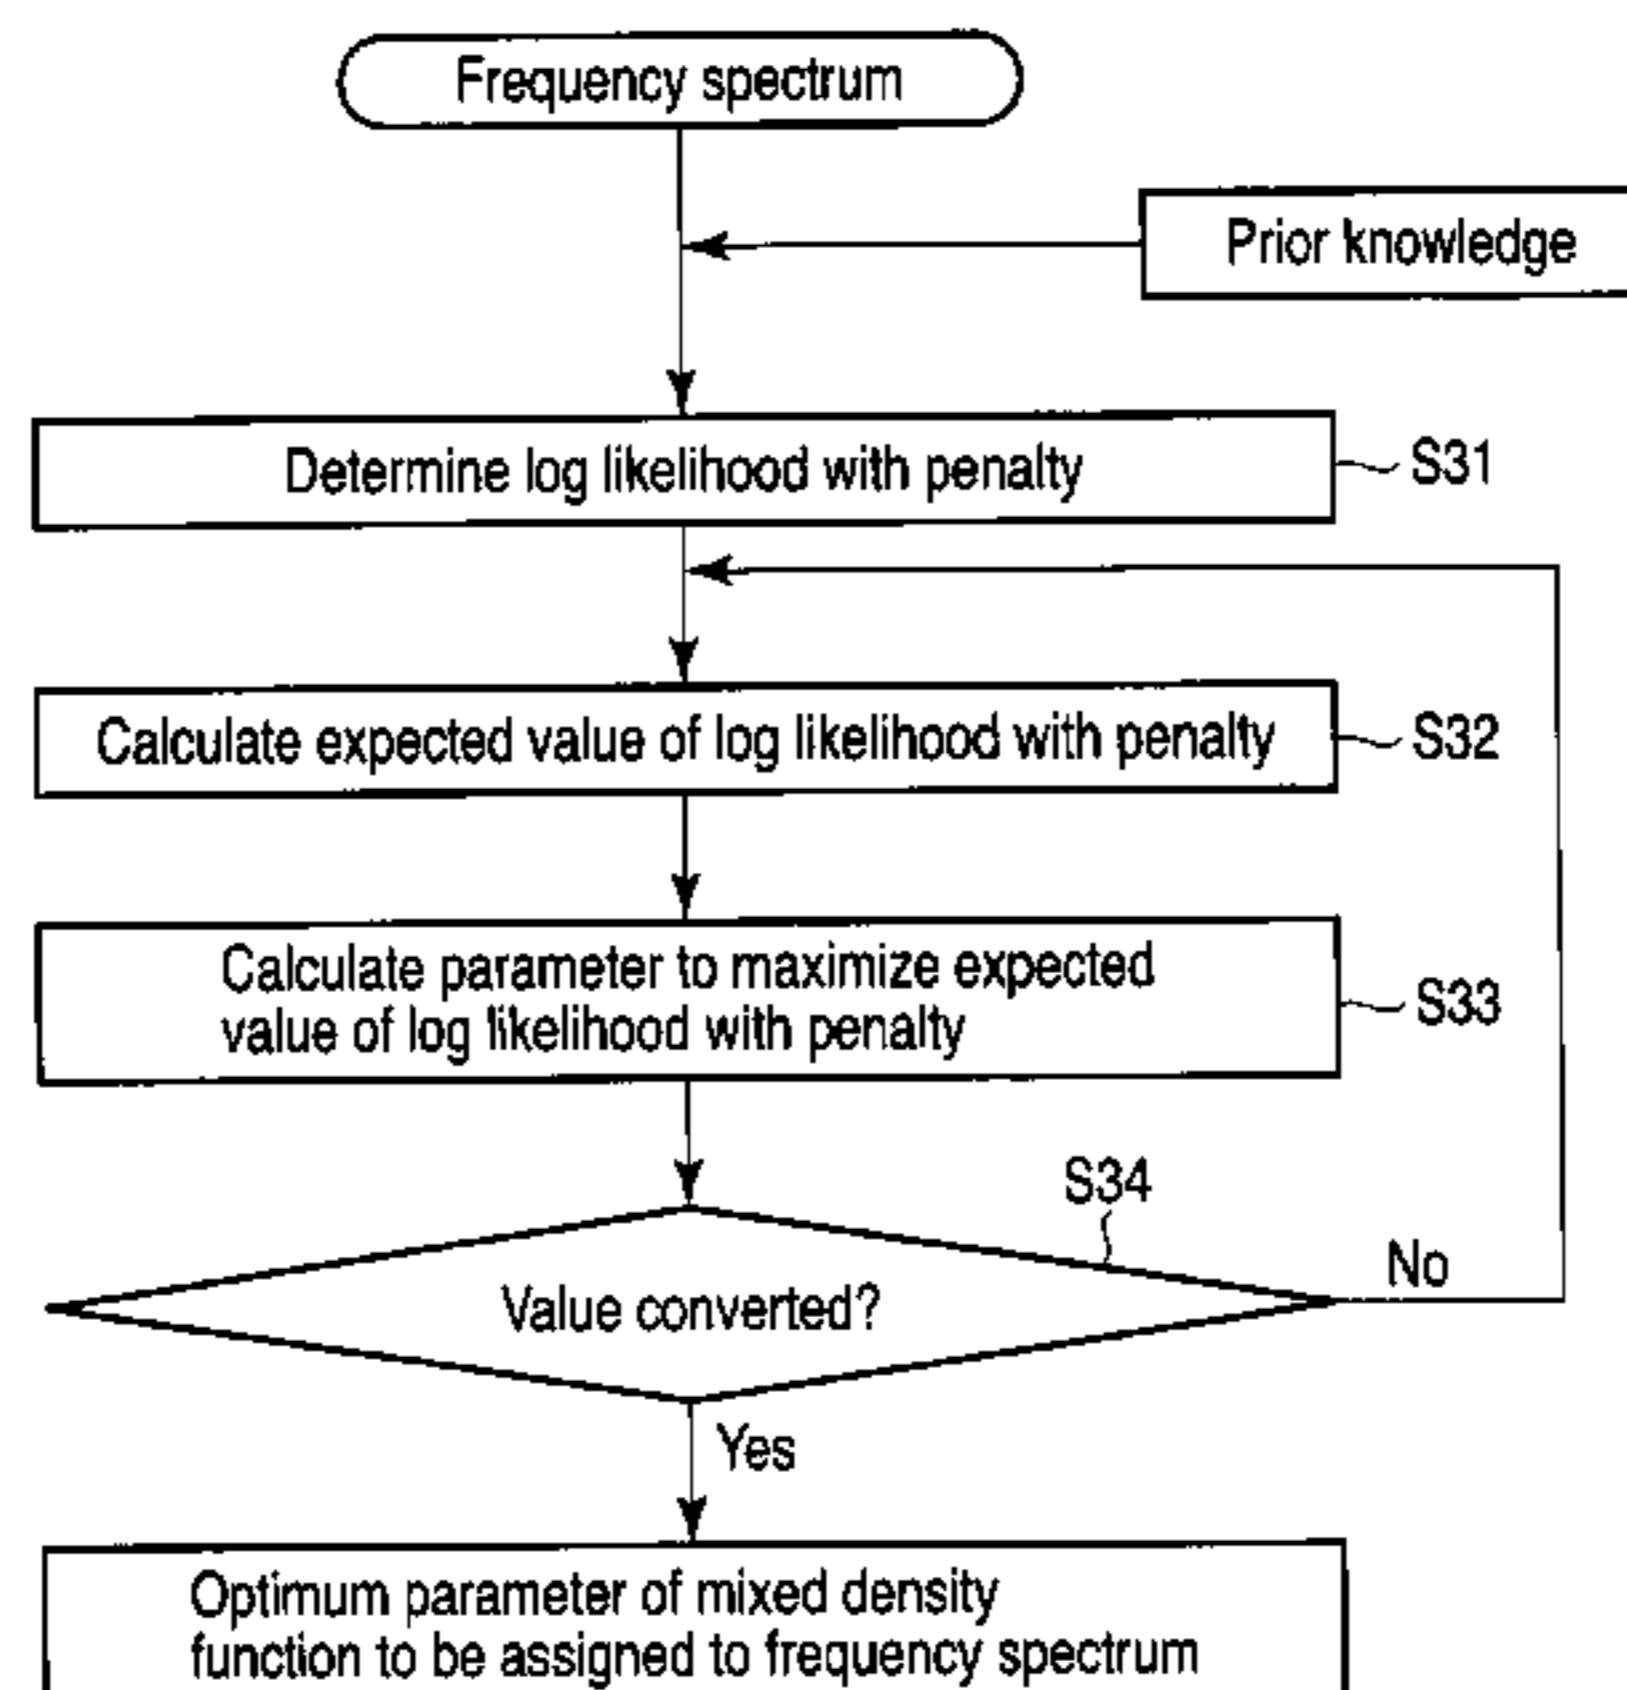 Frequency spectrum
Prior knowledge
Determine log likelihood with penalty
S31
Calculate expected value of log likelihood with penalty
S32
Calculate parameter to maximize expected
value of log likelihood with penalty
S33
S34
No
Value converted?
Yes
Optimum parameter of mixed density
function to be assigned to frequency spectrum